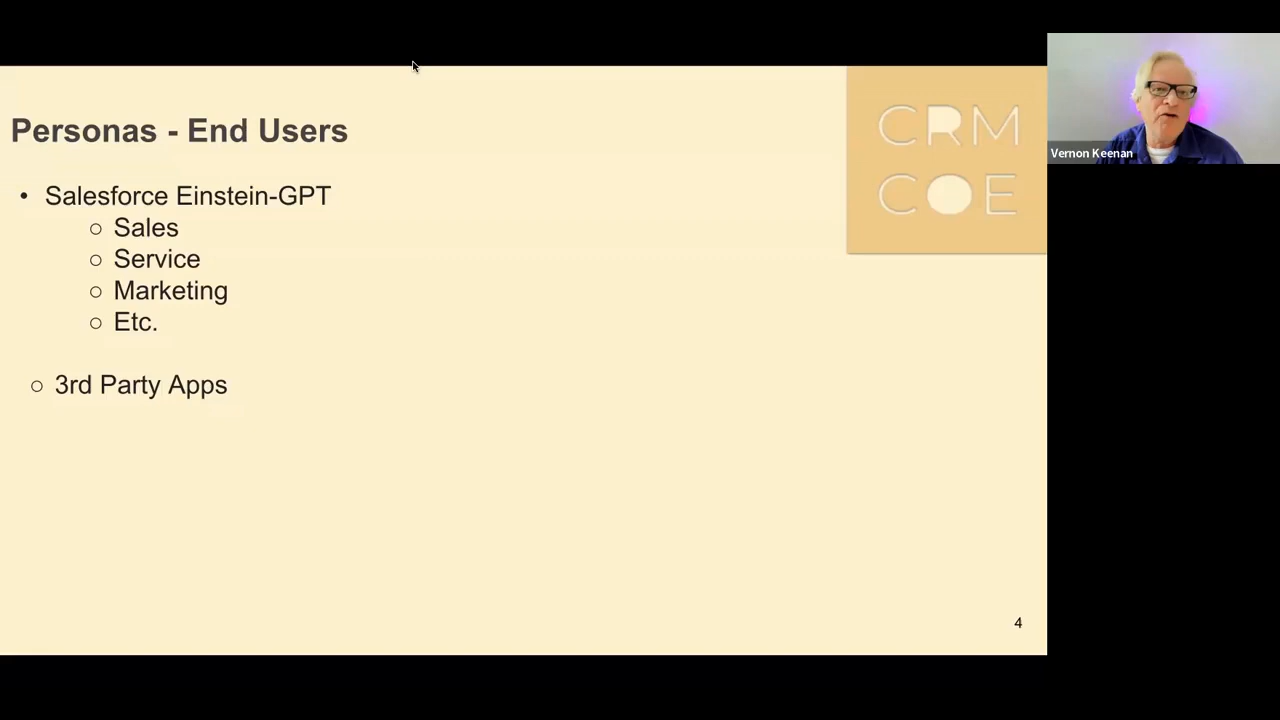 Personas - End Users
CRM
COE
Vernon Keenan
• Salesforce Einstein-GPT
○ Sales
○ Service
○ Marketing
○ Etc.
○ 3rd Party Apps
4